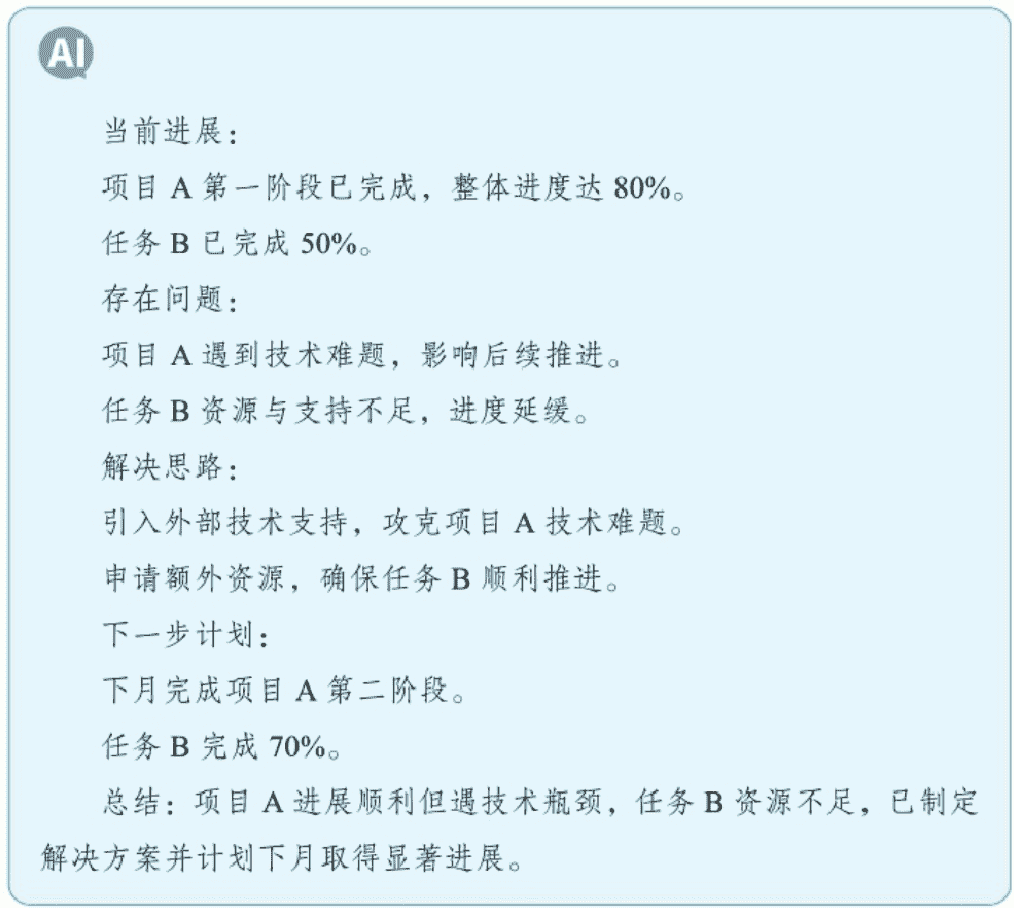 AI
当前进展：
项目 A 第一阶段已完成，整体进度达 80%。
任务 B 已完成 50%。
存在问题：
项目 A 遇到技术难题，影响后续推进。
任务 B 资源与支持不足，进度延缓。
解决思路：
引入外部技术支持，攻克项目 A 技术难题。
申请额外资源，确保任务 B 顺利推进。
下一步计划：
下月完成项目 A 第二阶段。
任务 B 完成 70%。
总结：项目 A 进展顺利但遇技术瓶颈，任务 B 资源不足，已制定
解决方案并计划下月取得显著进展。